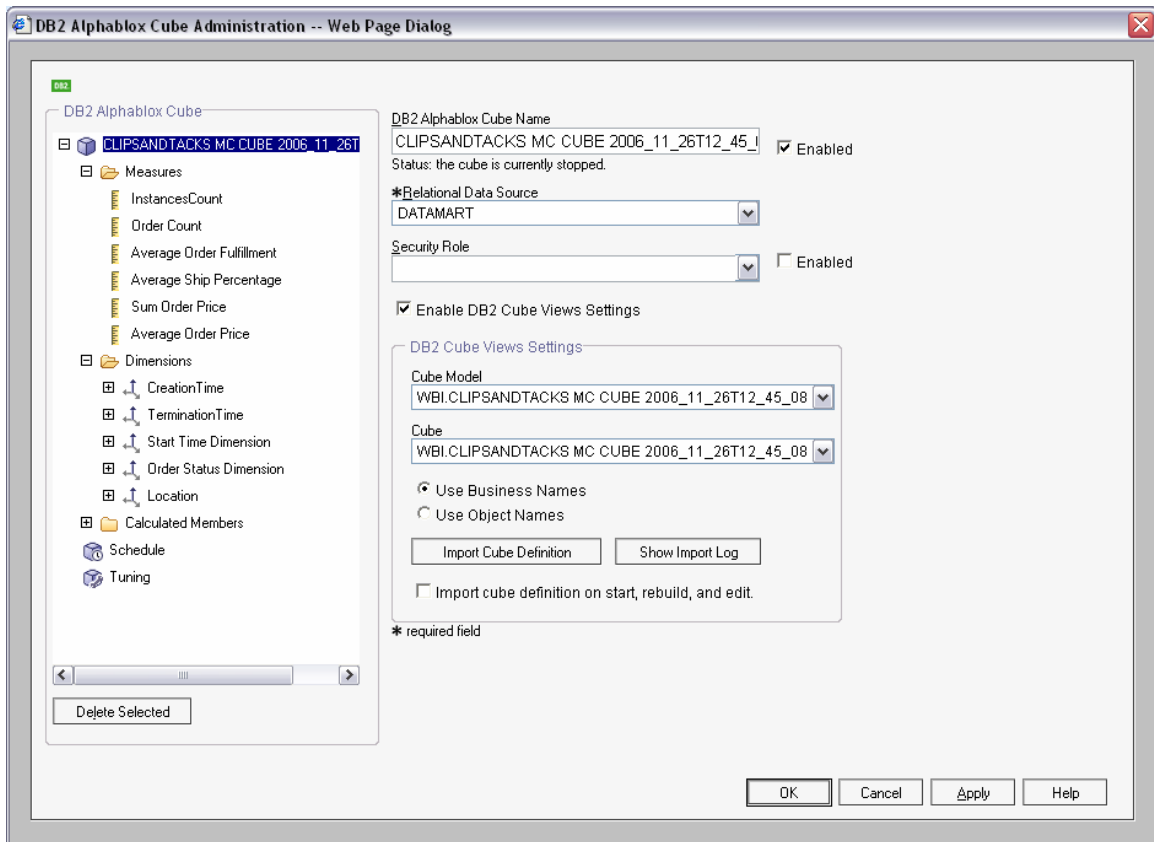 DB2 Alphablox Cube Administration -- Web Page Dialog
DB2
DB2 Alphablox Cube
CLIPSANDTACKS MC CUBE 2006_11_26T
Measures
InstancesCount
Order Count
Average Order Fulfillment
Average Ship Percentage
Sum Order Price
Average Order Price
Dimensions
CreationTime
TerminationTime
Start Time Dimension
Order Status Dimension
Location
Calculated Members
Schedule
Tuning
Delete Selected
DB2 Alphablox Cube Name
CLIPSANDTACKS MC CUBE 2006_11_26T12_45_
Enabled
Status: the cube is currently stopped.
*Relational Data Source
DATAMART
Security Role
Enabled
Enable DB2 Cube Views Settings
DB2 Cube Views Settings
Cube Model
WBI.CLIPSANDTACKS MC CUBE 2006_11_26T12_45_08
Cube
WBI.CLIPSANDTACKS MC CUBE 2006_11_26T12_45_08
Use Business Names
Use Object Names
Import Cube Definition
Show Import Log
Import cube definition on start, rebuild, and edit.
* required field
OK
Cancel
Apply
Help